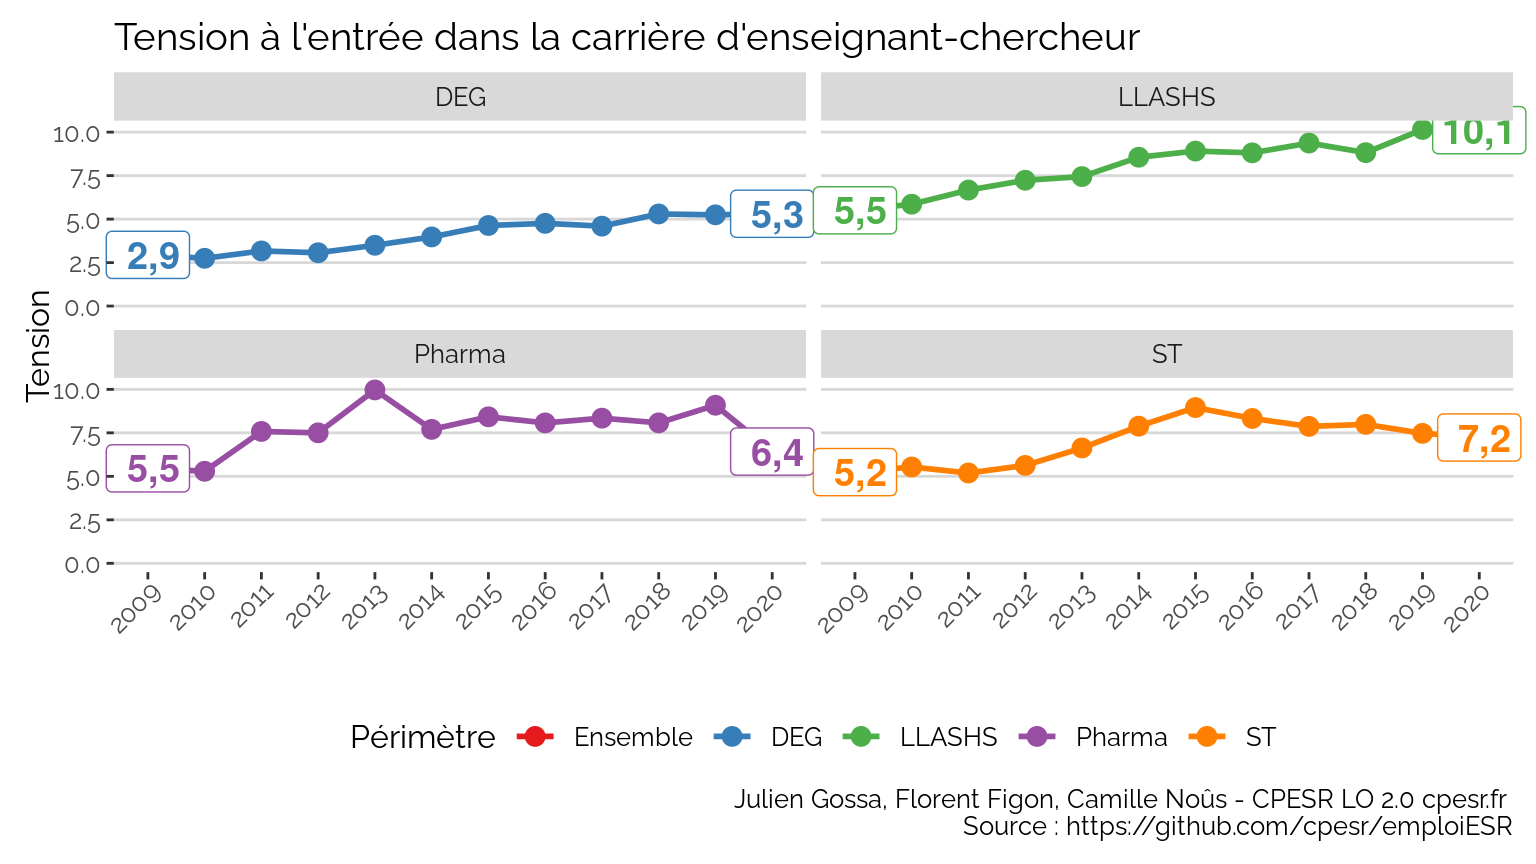 Tension à l'entrée dans la carrière d'enseignant-chercheur
DEG
LLASHS
10.0
7.5
5.0
2.5
0.0
2,9
5,3
5,5
10,1
Tension
Pharma
ST
10.0
7.5
5.0
2.5
0.0
5,5
6,4
5,2
7,2
2009 2010 2011 2012 2013 2014 2015 2016 2017 2018 2019 2020
2009 2010 2011 2012 2013 2014 2015 2016 2017 2018 2019 2020
Périmètre Ensemble DEG LLASHS Pharma ST
Julien Gossa, Florent Figon, Camille Noûs - CPESR LO 2.0 cpesr.fr
Source : https://github.com/cpesr/emploiESR